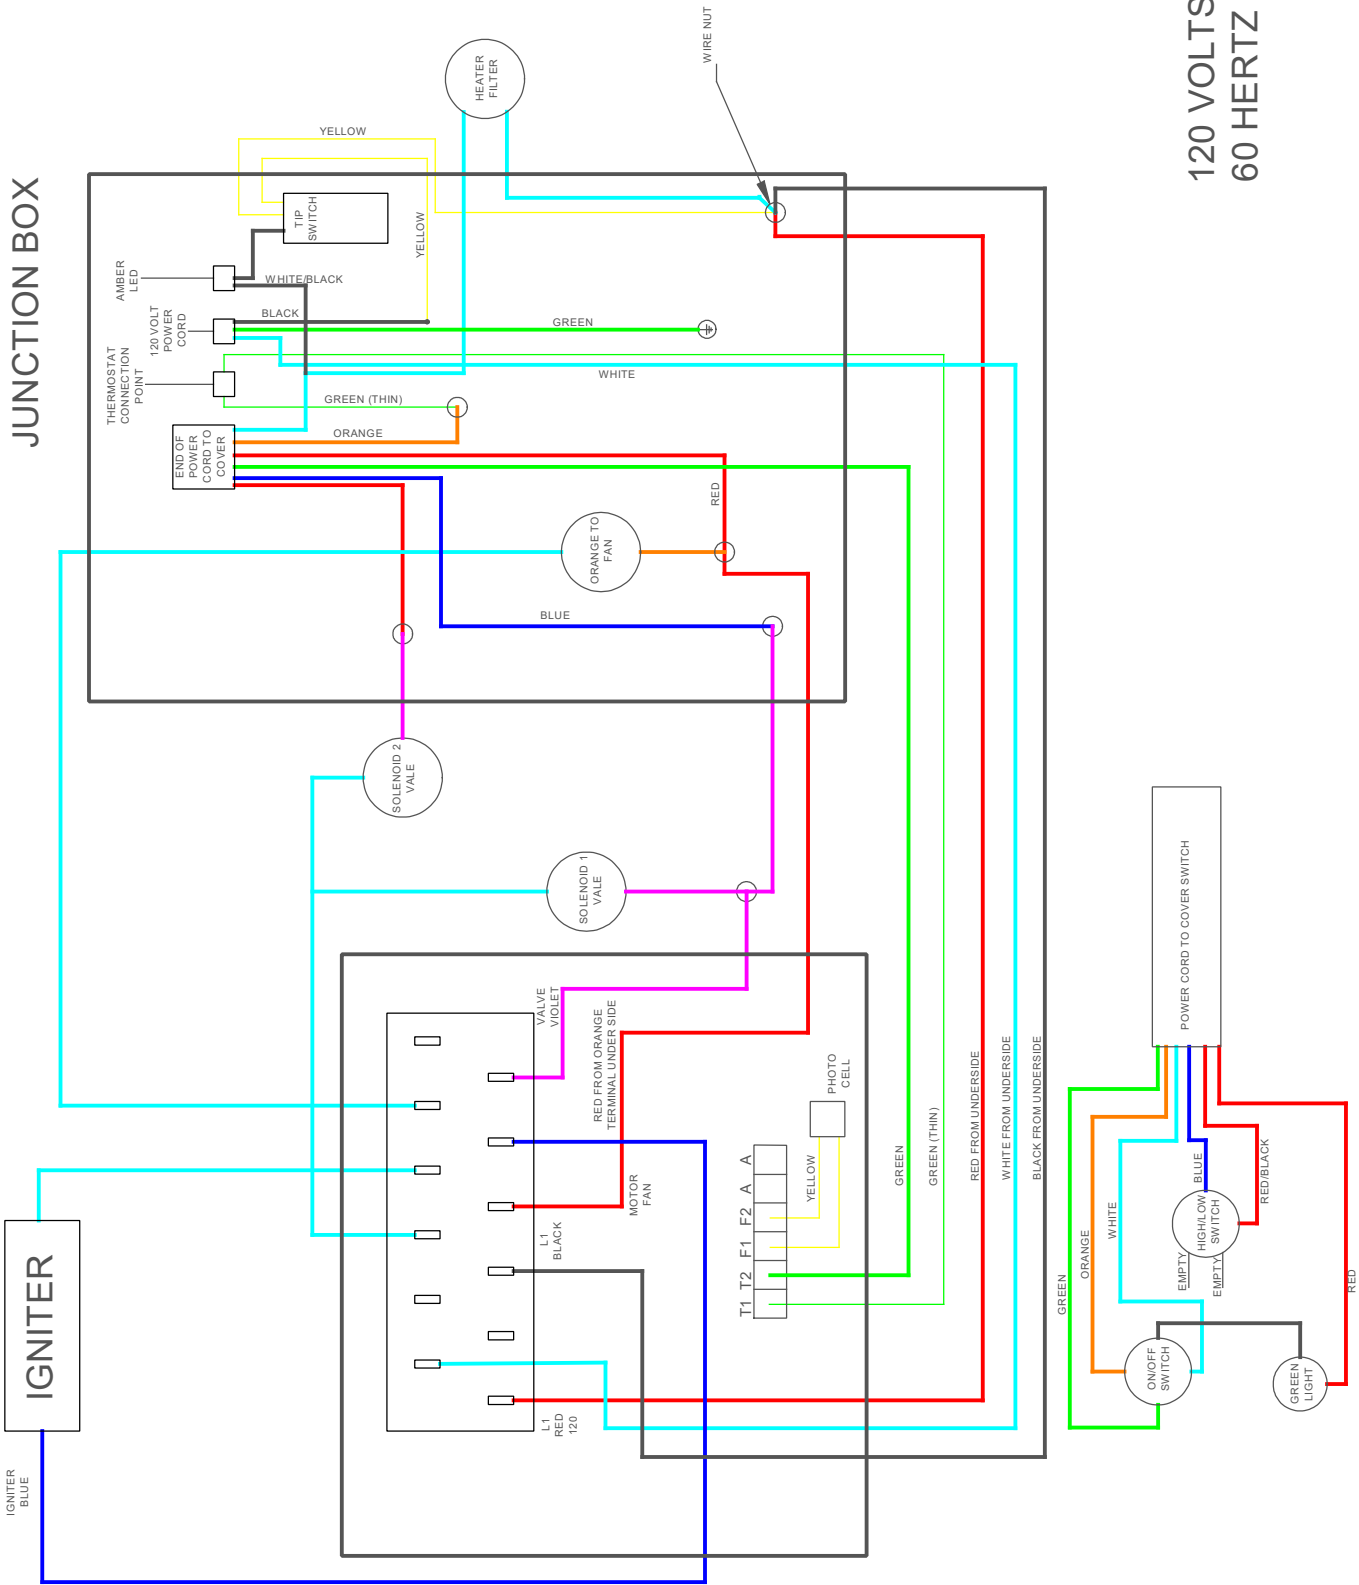 JUNCTION BOX
YELLOW
HEATER
FILTER
WIRE NUT
120 VOLTS
60 HERTZ
TIP
SWITCH
YELLOW
AMBER
LED
WHITE/BLACK
120 VOLT
POWER
CORD
BLACK
GREEN
THERMOSTAT
CONNECTION
POINT
WHITE
GREEN (THIN)
ORANGE
END OF
POWER
CORD TO
COVER
RED
ORANGE TO
FAN
BLUE
SOLENOID 2
VALE
SOLENOID 1
VALE
POWER CORD TO COVER SWITCH
VALVE
VIOLET
RED FROM ORANGE
TERMINAL UNDER SIDE
PHOTO
CELL
MOTOR
FAN
L1
BLACK
L1
RED
120
YELLOW
T1 T2 F1 F2 A A
GREEN
GREEN (THIN)
RED FROM UNDERSIDE
WHITE FROM UNDERSIDE
BLACK FROM UNDERSIDE
IGNITER
IGNITER
BLUE
GREEN
ORANGE
WHITE
BLUE
RED/BLACK
RED
HIGH/LOW
SWITCH
EMPTY
EMPTY
ON/OFF
SWITCH
GREEN
LIGHT